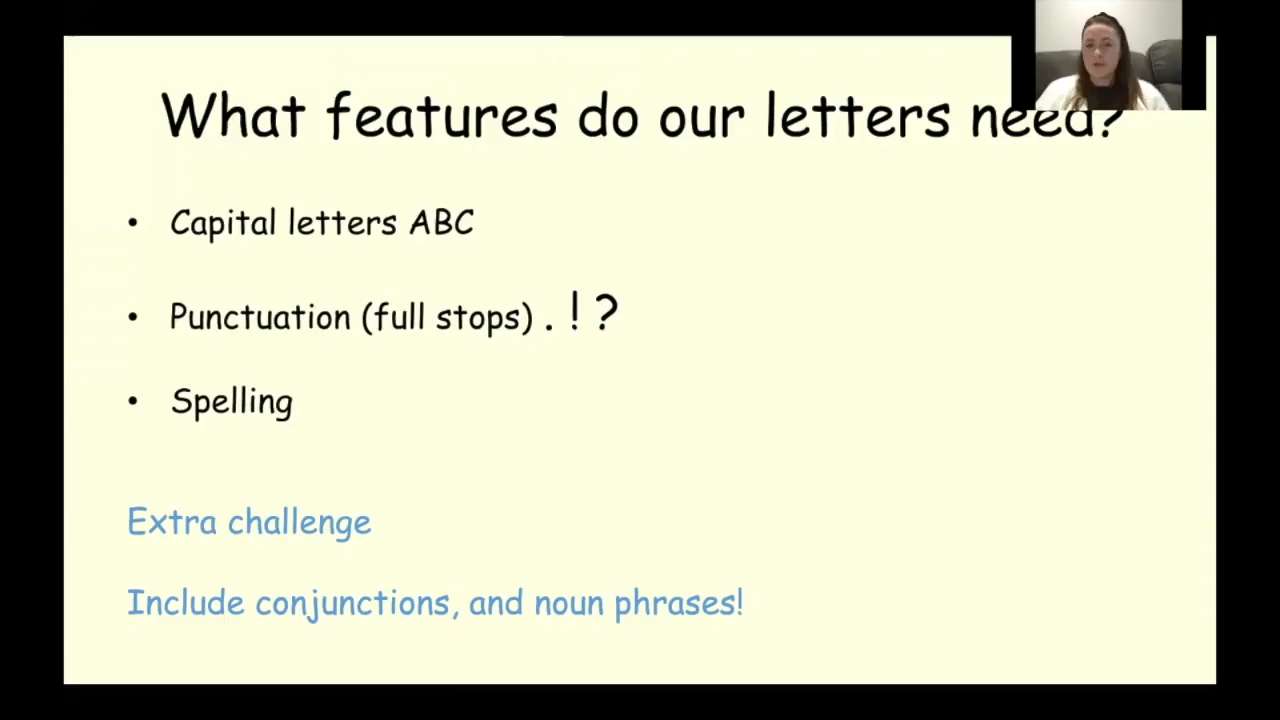 What features do our letters need?
• Capital letters ABC
• Punctuation (full stops) . ! ?
• Spelling
Extra challenge
Include conjunctions, and noun phrases!